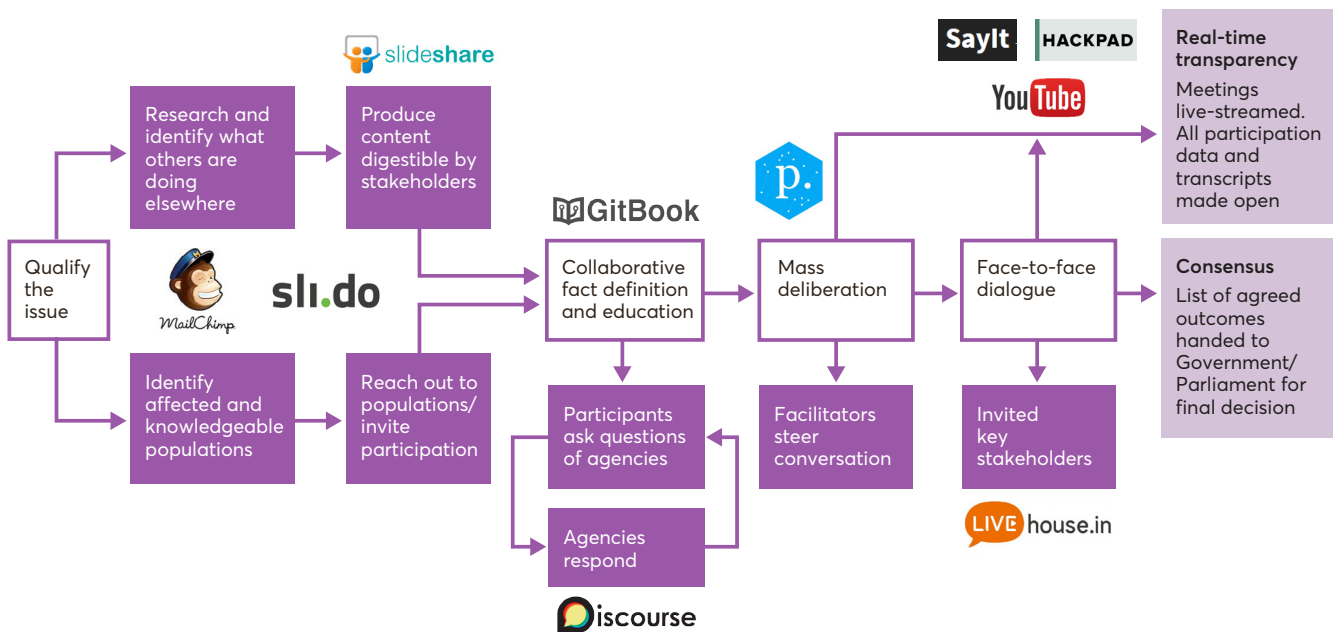 slideshare
SayIt
HACKPAD
YouTube
Real-time
transparency
Meetings
live-streamed.
All participation
data and
transcripts
made open
Research and
identify what
others are
doing
elsewhere
Produce
content
digestible by
stakeholders
p.
GitBook
Qualify
the
issue
MailChimp
sli.do
Collaborative
fact definition
and education
Mass
deliberation
Face-to-face
dialogue
Consensus
List of agreed
outcomes
handed to
Government/
Parliament for
final decision
Identify
affected and
knowledgeable
populations
Reach out to
populations/
invite
participation
Participants
ask questions
of agencies
Facilitators
steer
conversation
Invited
key
stakeholders
LIVE house.in
Agencies
respond
Discourse